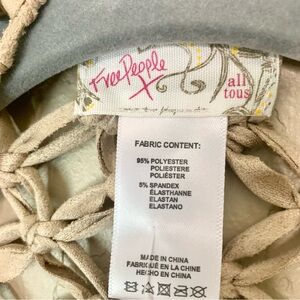 Free People
all
tous
FABRIC CONTENT:
95% POLYESTER
POLIESTERE
POLIÉSTER
5% SPANDEX
ÉLASTHANNE
ELASTAN
ELASTANO
MADE IN CHINA
FABRIQUÉ EN LA CHINE
HECHO EN CHINA